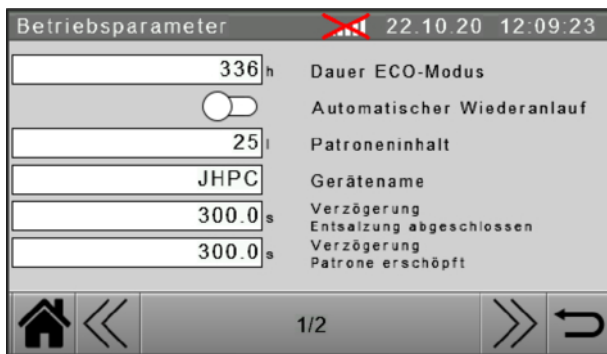 Betriebsparameter 22.10.20 12:09:23
336 h Dauer ECO-Modus
Automatischer Wiederanlauf
25 l Patroneninhalt
JHPC Gerätename
300.0 s Verzögerung
Entsalzung abgeschlossen
300.0 s Verzögerung
Patrone erschöpft
1/2